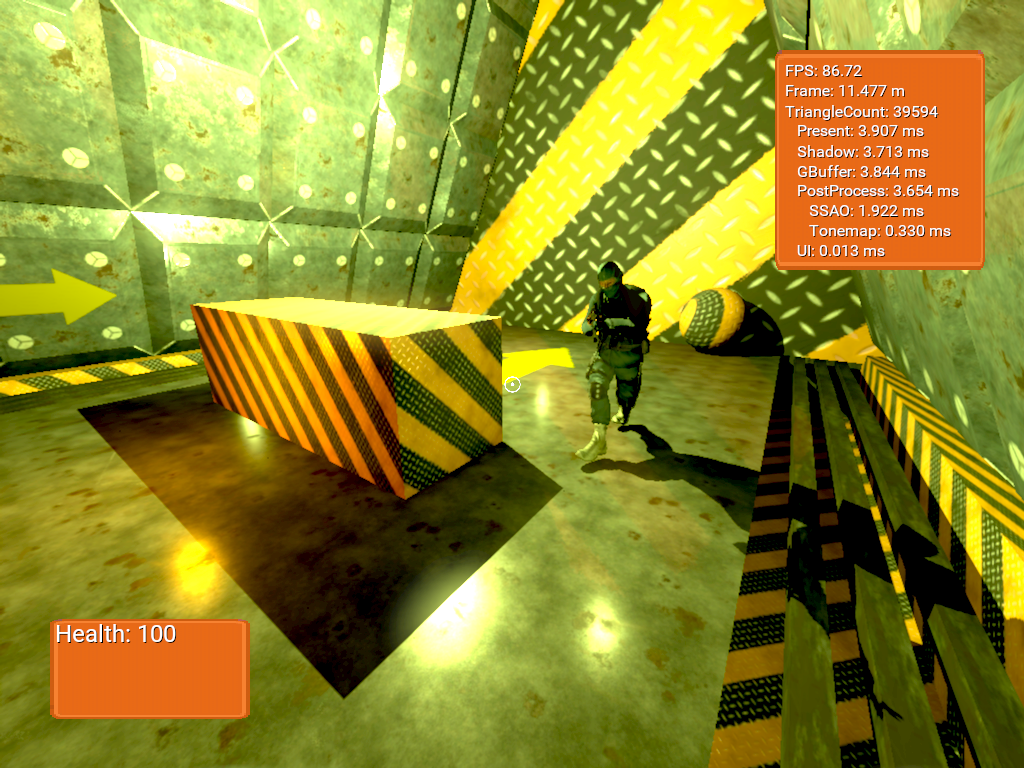 FPS: 86.72
Frame: 11.477 m
TriangleCount: 39594
Present: 3.907 ms
Shadow: 3.713 ms
GBuffer: 3.844 ms
PostProcess: 3.654 ms
SSAO: 1.922 ms
Tonemap: 0.330 ms
UI: 0.013 ms
Health: 100